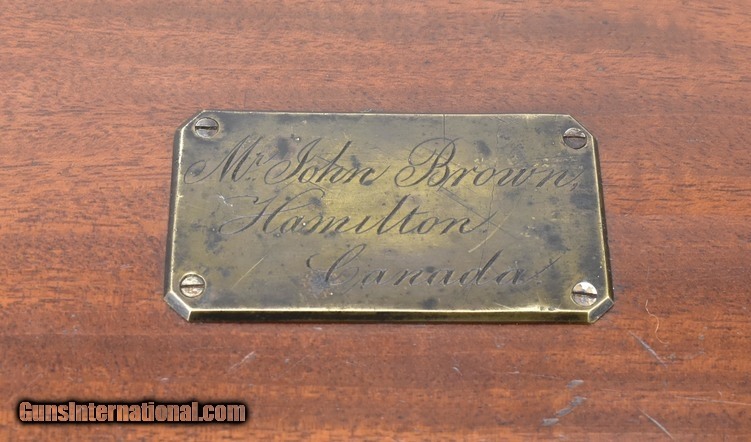 Mr John Brown,
Hamilton.
Canada.
GunsInternational.com